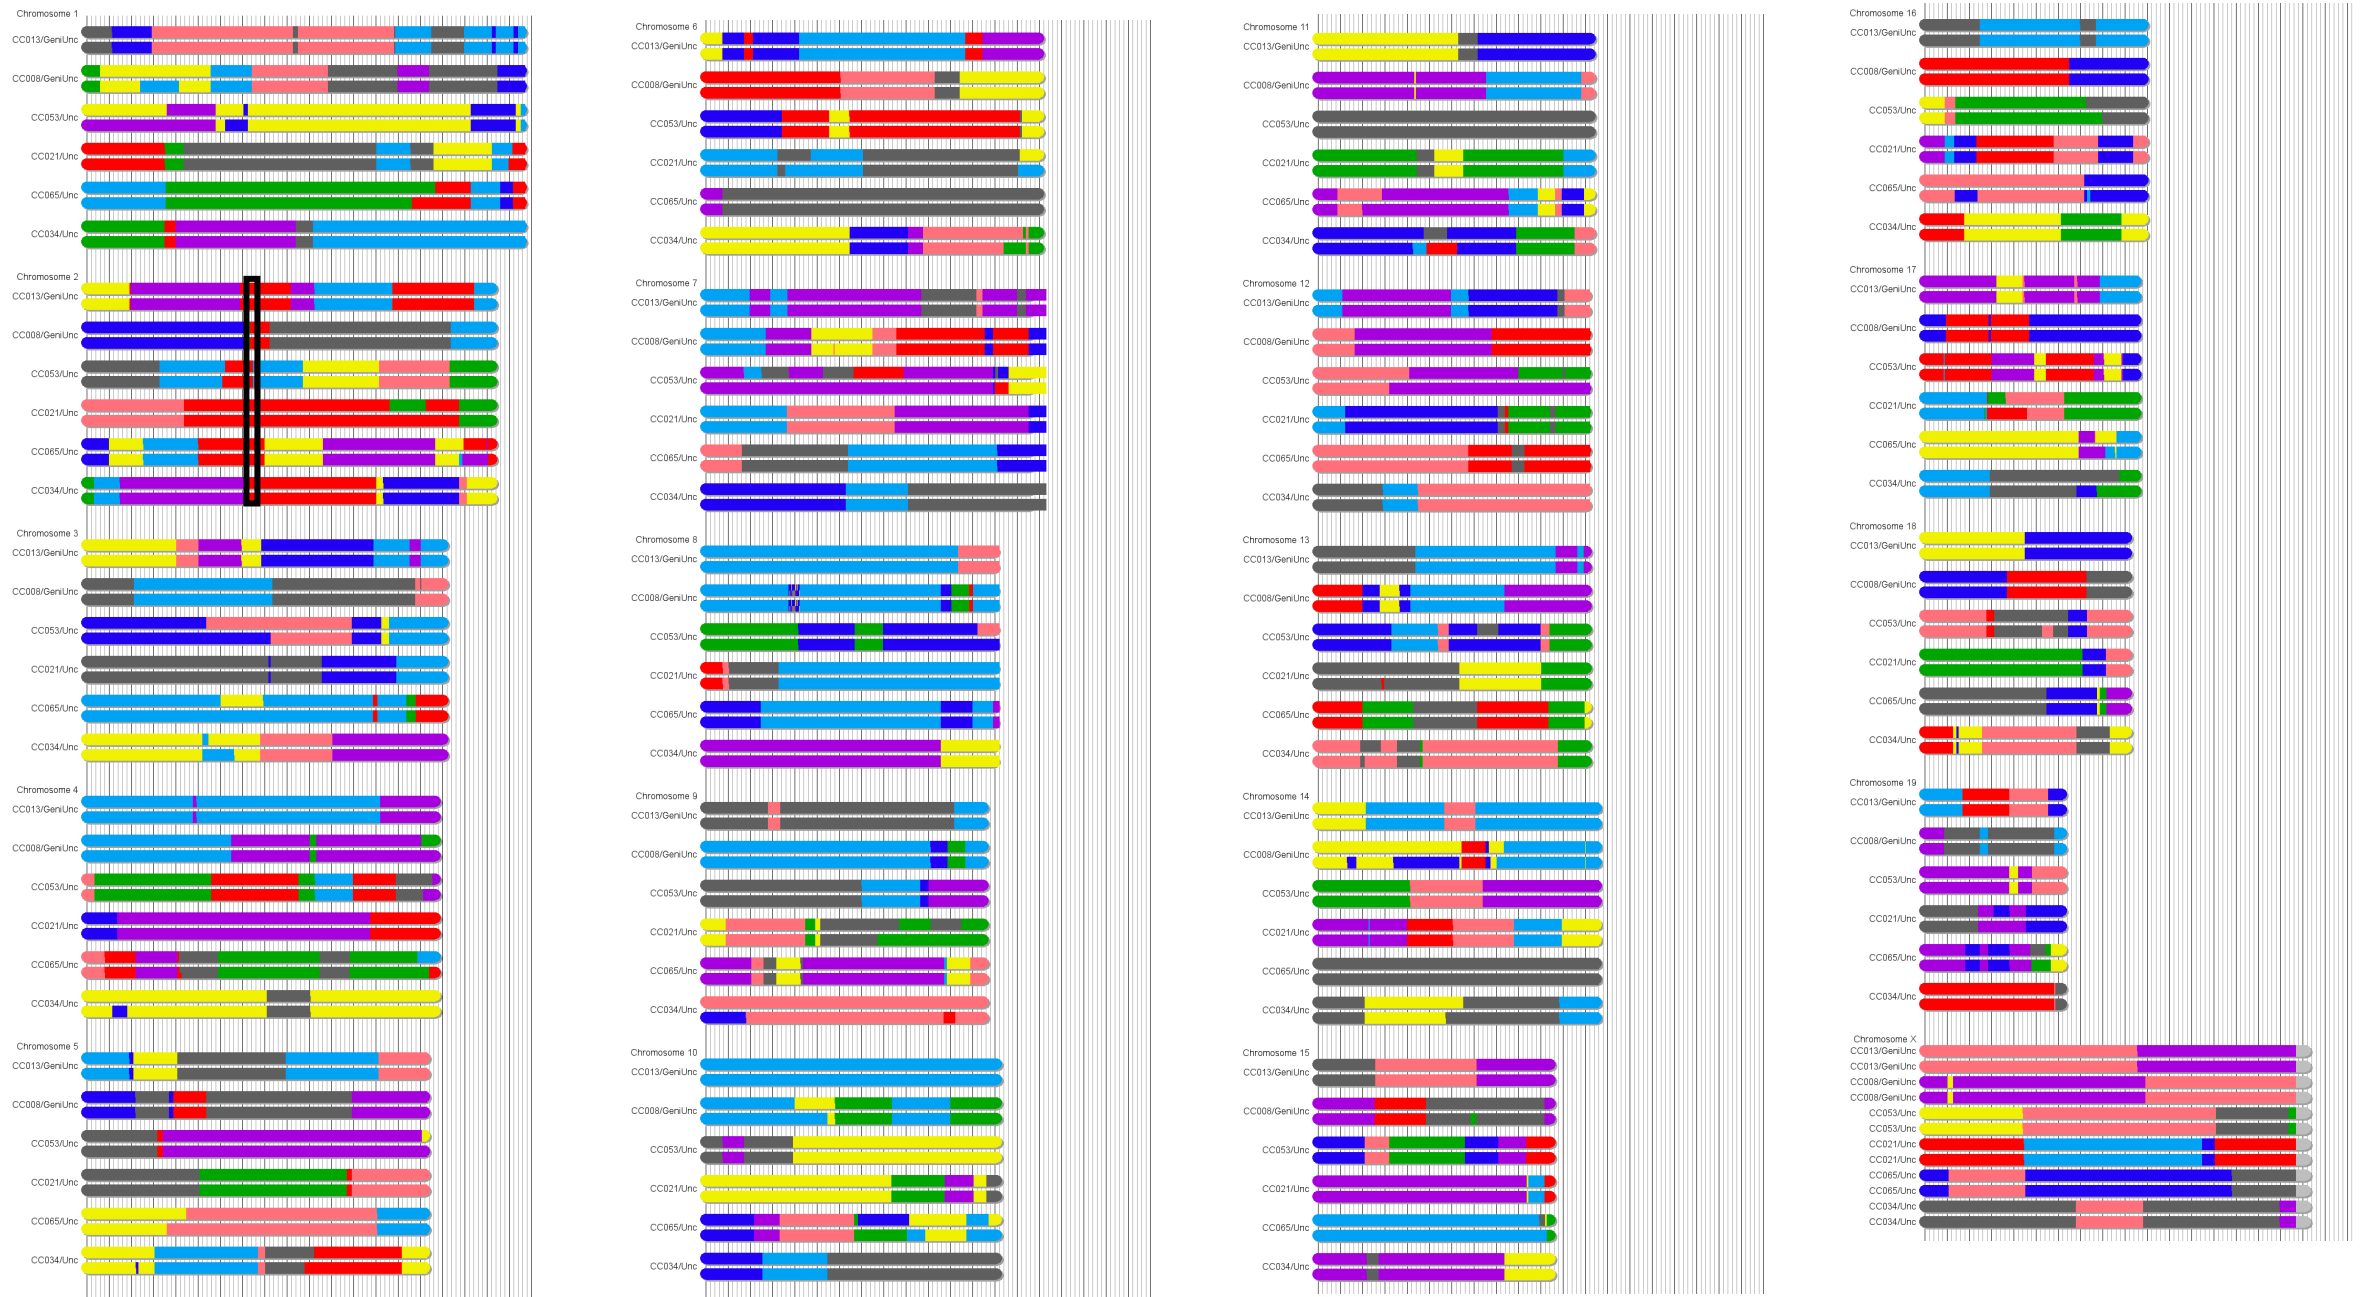 Chromosome 1
CC013/GeniUnc
CC008/GeniUnc
CC053/Unc
CC021/Unc
CC065/Unc
CC034/Unc
Chromosome 2
CC013/GeniUnc
CC008/GeniUnc
CC053/Unc
CC021/Unc
CC065/Unc
CC034/Unc
Chromosome 3
CC013/GeniUnc
CC008/GeniUnc
CC053/Unc
CC021/Unc
CC065/Unc
CC034/Unc
Chromosome 4
CC013/GeniUnc
CC008/GeniUnc
CC053/Unc
CC021/Unc
CC065/Unc
CC034/Unc
Chromosome 5
CC013/GeniUnc
CC008/GeniUnc
CC053/Unc
CC021/Unc
CC065/Unc
CC034/Unc
Chromosome 6
CC013/GeniUnc
CC008/GeniUnc
CC053/Unc
CC021/Unc
CC065/Unc
CC034/Unc
Chromosome 7
CC013/GeniUnc
CC008/GeniUnc
CC053/Unc
CC021/Unc
CC065/Unc
CC034/Unc
Chromosome 8
CC013/GeniUnc
CC008/GeniUnc
CC053/Unc
CC021/Unc
CC065/Unc
CC034/Unc
Chromosome 9
CC013/GeniUnc
CC008/GeniUnc
CC053/Unc
CC021/Unc
CC065/Unc
CC034/Unc
Chromosome 10
CC013/GeniUnc
CC008/GeniUnc
CC053/Unc
CC021/Unc
CC065/Unc
CC034/Unc
Chromosome 11
CC013/GeniUnc
CC008/GeniUnc
CC053/Unc
CC021/Unc
CC065/Unc
CC034/Unc
Chromosome 12
CC013/GeniUnc
CC008/GeniUnc
CC053/Unc
CC021/Unc
CC065/Unc
CC034/Unc
Chromosome 13
CC013/GeniUnc
CC008/GeniUnc
CC053/Unc
CC021/Unc
CC065/Unc
CC034/Unc
Chromosome 14
CC013/GeniUnc
CC008/GeniUnc
CC053/Unc
CC021/Unc
CC065/Unc
CC034/Unc
Chromosome 15
CC013/GeniUnc
CC008/GeniUnc
CC053/Unc
CC021/Unc
CC065/Unc
CC034/Unc
Chromosome 16
CC013/GeniUnc
CC008/GeniUnc
CC053/Unc
CC021/Unc
CC065/Unc
CC034/Unc
Chromosome 17
CC013/GeniUnc
CC008/GeniUnc
CC053/Unc
CC021/Unc
CC065/Unc
CC034/Unc
Chromosome 18
CC013/GeniUnc
CC008/GeniUnc
CC053/Unc
CC021/Unc
CC065/Unc
CC034/Unc
Chromosome 19
CC013/GeniUnc
CC008/GeniUnc
CC053/Unc
CC021/Unc
CC065/Unc
CC034/Unc
Chromosome X
CC013/GeniUnc
CC013/GeniUnc
CC008/GeniUnc
CC008/GeniUnc
CC053/Unc
CC053/Unc
CC021/Unc
CC021/Unc
CC065/Unc
CC065/Unc
CC034/Unc
CC034/Unc